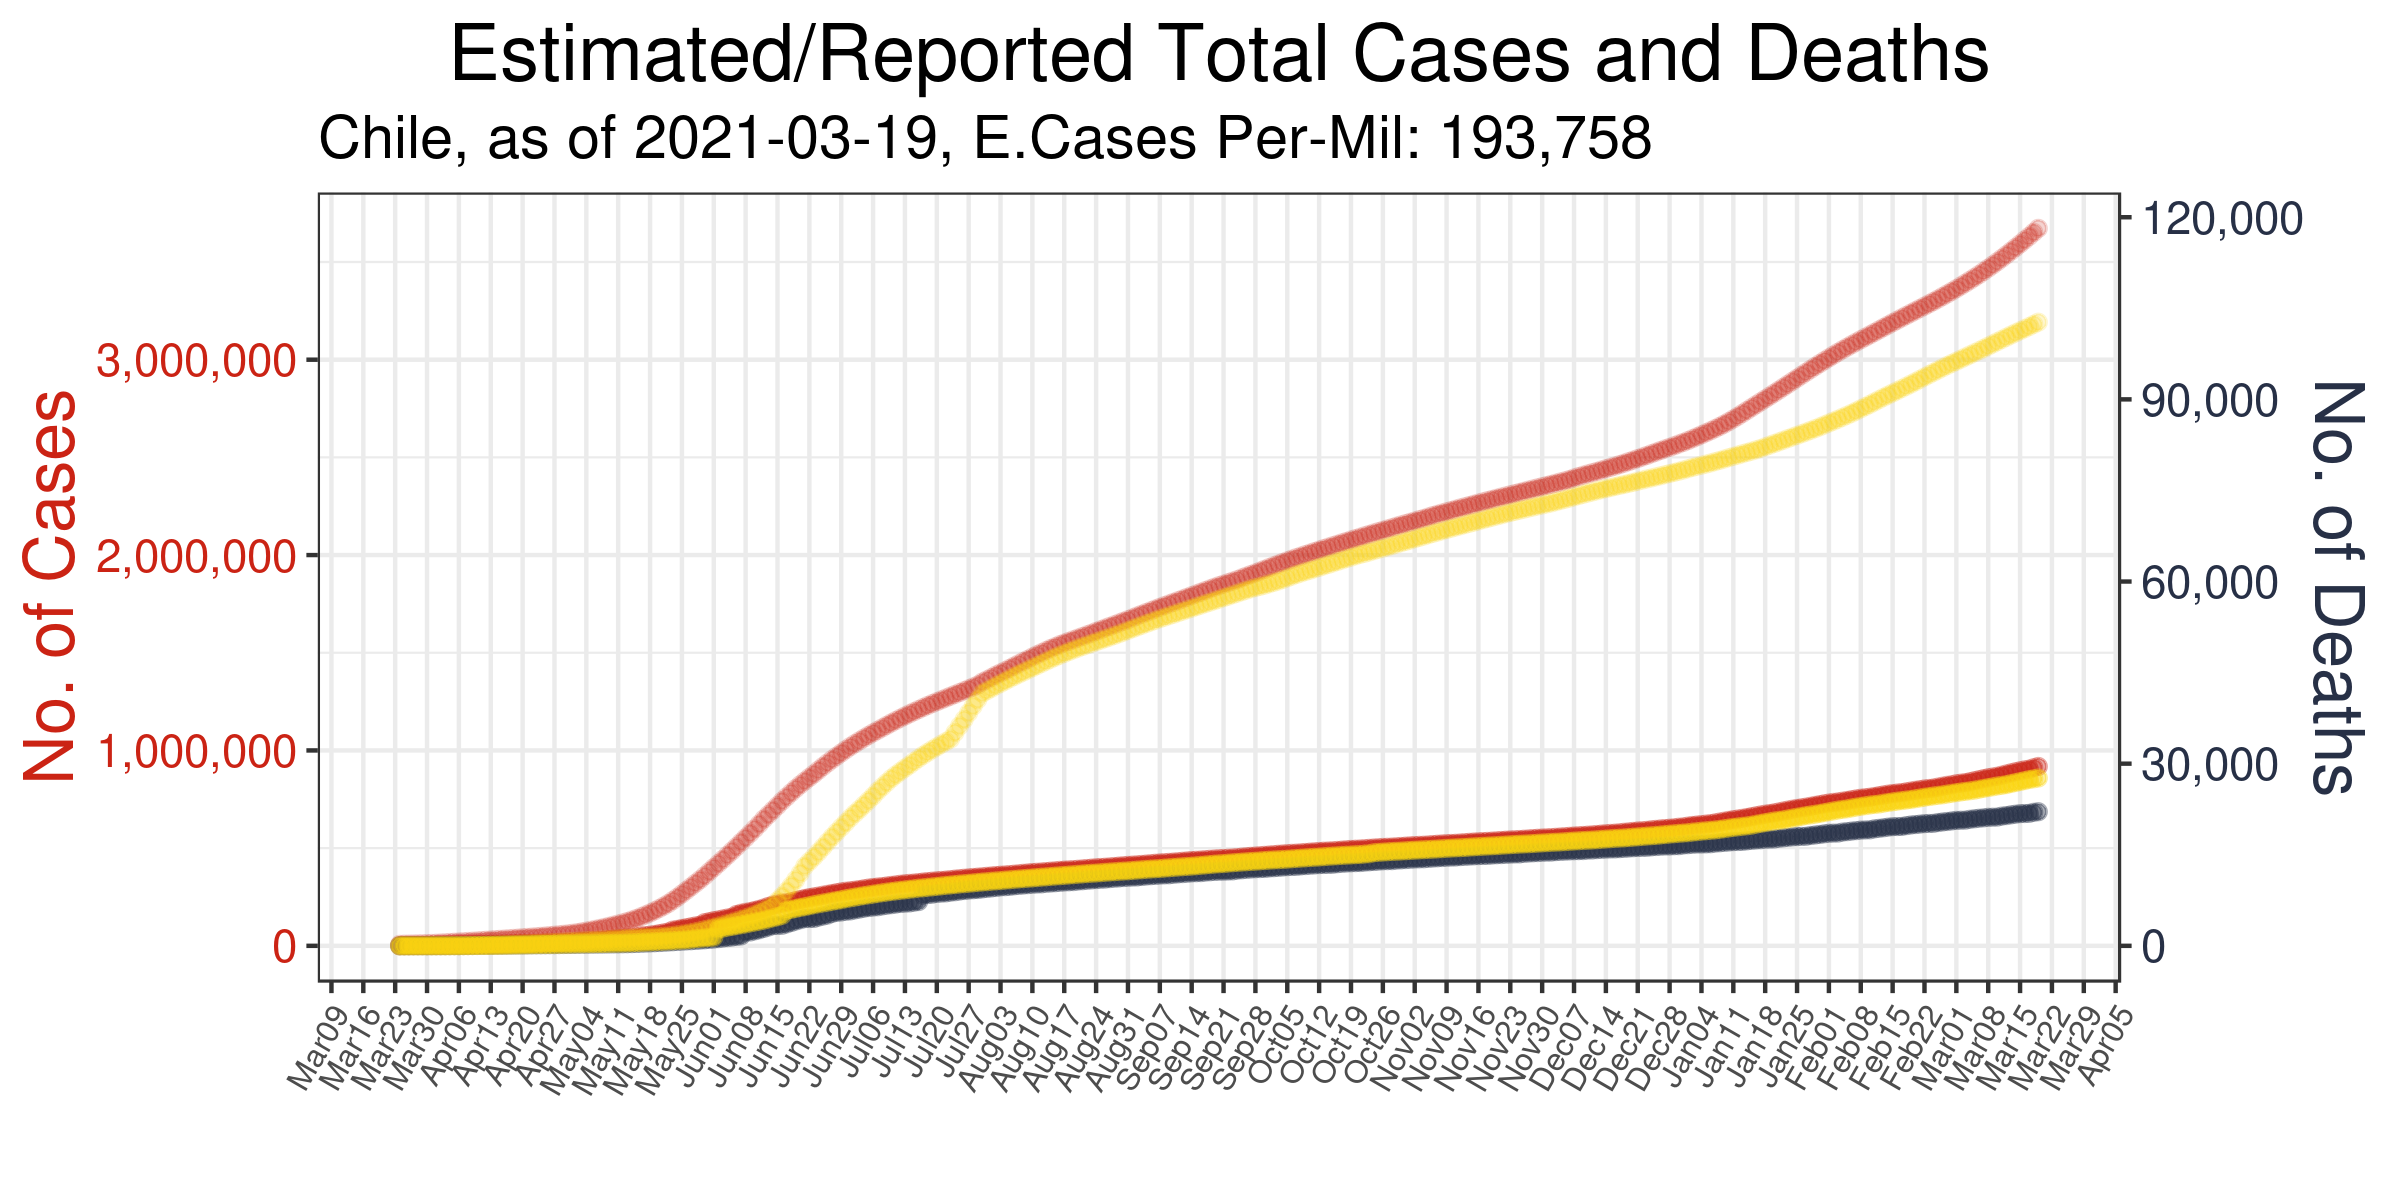 Estimated/Reported Total Cases and Deaths
Chile, as of 2021-03-19, E.Cases Per-Mil: 193,758
No. of Cases
3,000,000
2,000,000
1,000,000
0
120,000
90,000
60,000
30,000
0
No. of Deaths
Mar09
Mar16
Mar23
Mar30
Apr06
Apr13
Apr20
Apr27
May04
May11
May18
May25
Jun01
Jun08
Jun15
Jun22
Jun29
Jul06
Jul13
Jul20
Jul27
Aug03
Aug10
Aug17
Aug24
Aug31
Sep07
Sep14
Sep21
Sep28
Oct05
Oct12
Oct19
Oct26
Nov02
Nov09
Nov16
Nov23
Nov30
Dec07
Dec14
Dec21
Dec28
Dec04
Jan11
Jan18
Jan25
Feb01
Feb08
Feb15
Feb22
Mar01
Mar08
Mar15
Mar22
Mar29
Apr05